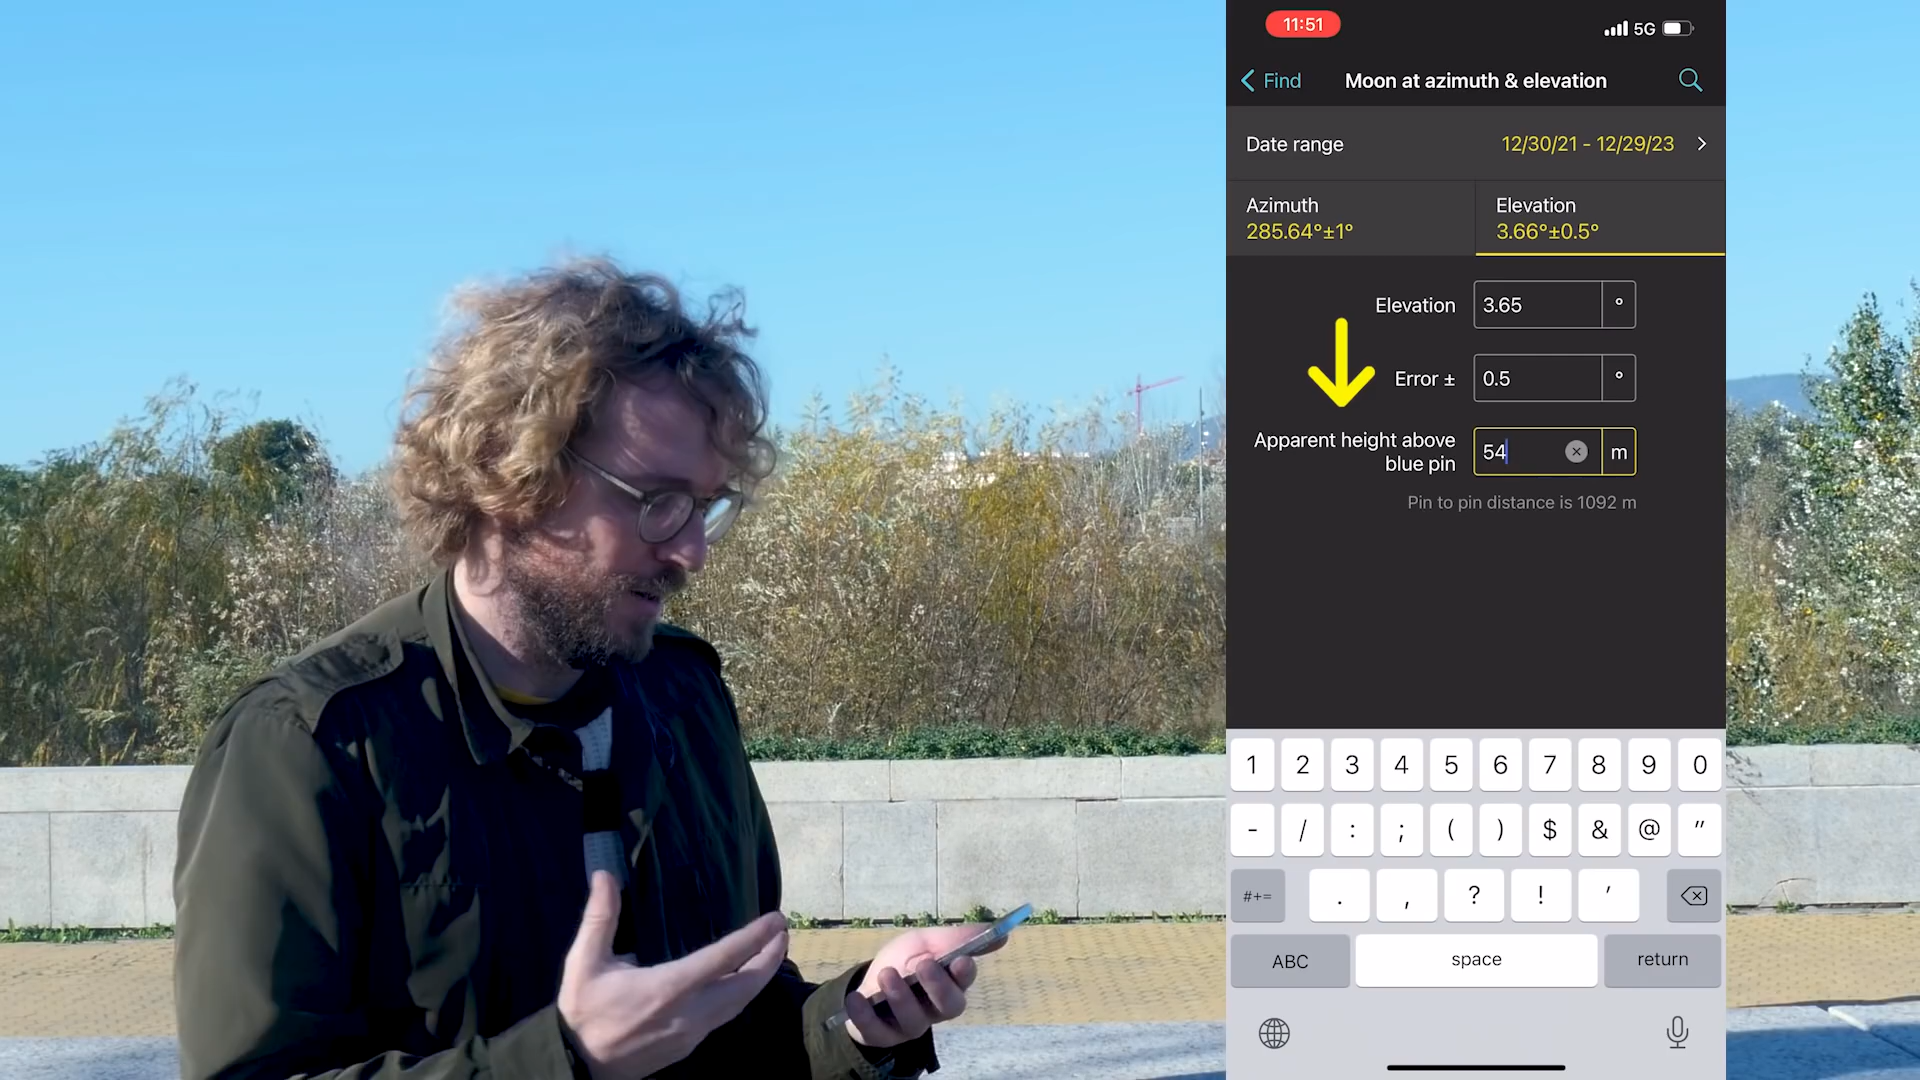 11:51
5G
Find
Moon at azimuth & elevation
Date range
12/30/21 - 12/29/23
Azimuth
285.64°±1°
Elevation
3.66°±0.5°
Elevation
3.65
°
Error ±
0.5
°
Apparent height above
blue pin
54
m
Pin to pin distance is 1092 m
1 2 3 4 5 6 7 8 9 0
- / : ; ( ) $ & @ "
#+= . , ? ! '
ABC space return